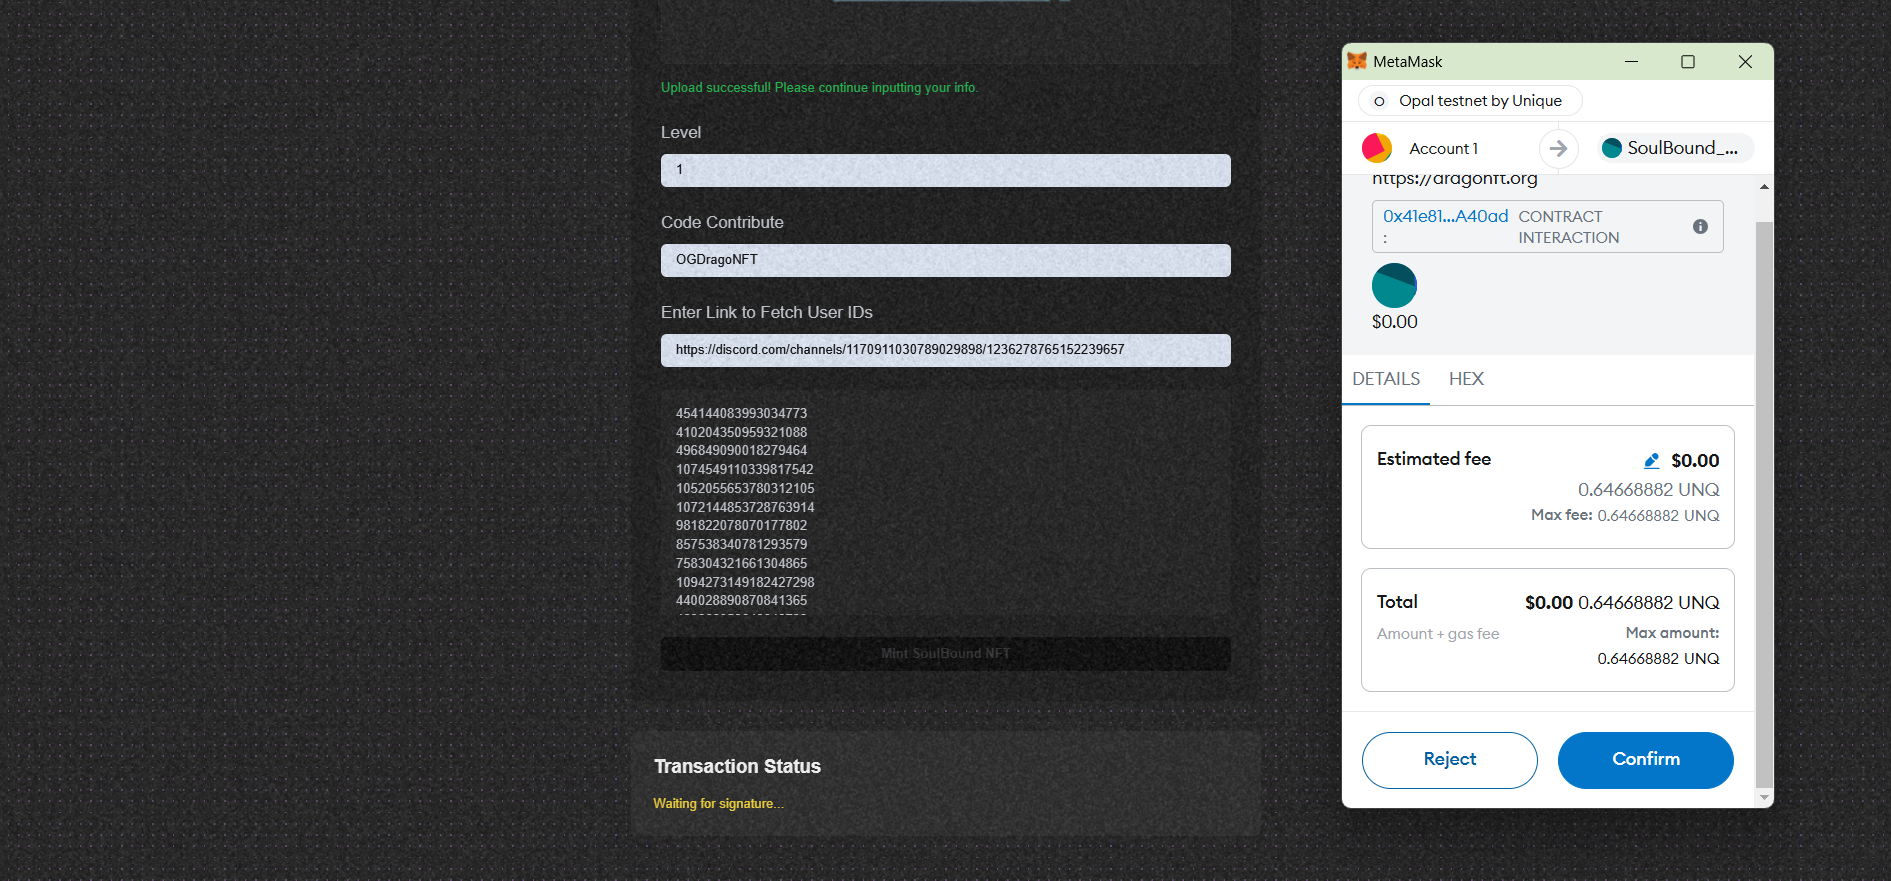 Upload successful! Please continue inputting your info.
Level
1
Code Contribute
OGDragoNFT
Enter Link to Fetch User IDs
https://discord.com/channels/1170911030789029898/1236278765152239657
454144083993034773
410204350959321088
496849090018279464
1074549110339817542
1052055653780312105
1072144853728763914
981822078070177802
857538340781293579
758304321661304865
1094273149182427298
440028890870841365
Mint SoulBound NFT
Transaction Status
Waiting for signature...
MetaMask
Opal testnet by Unique
Account 1
SoulBound_...
https://dragonft.org
0x41e81...A40ad
:
CONTRACT
INTERACTION
$0.00
DETAILS HEX
Estimated fee $0.00
0.64668882 UNQ
Max fee: 0.64668882 UNQ
Total $0.00 0.64668882 UNQ
Amount + gas fee Max amount:
0.64668882 UNQ
Reject Confirm